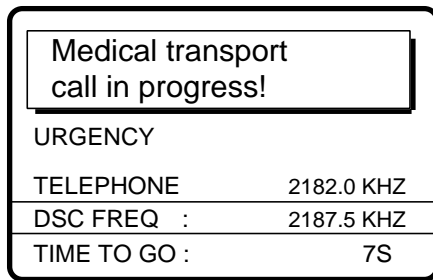 Medical transport
call in progress!
URGENCY
TELEPHONE 2182.0 KHZ
DSC FREQ : 2187.5 KHZ
TIME TO GO : 7S